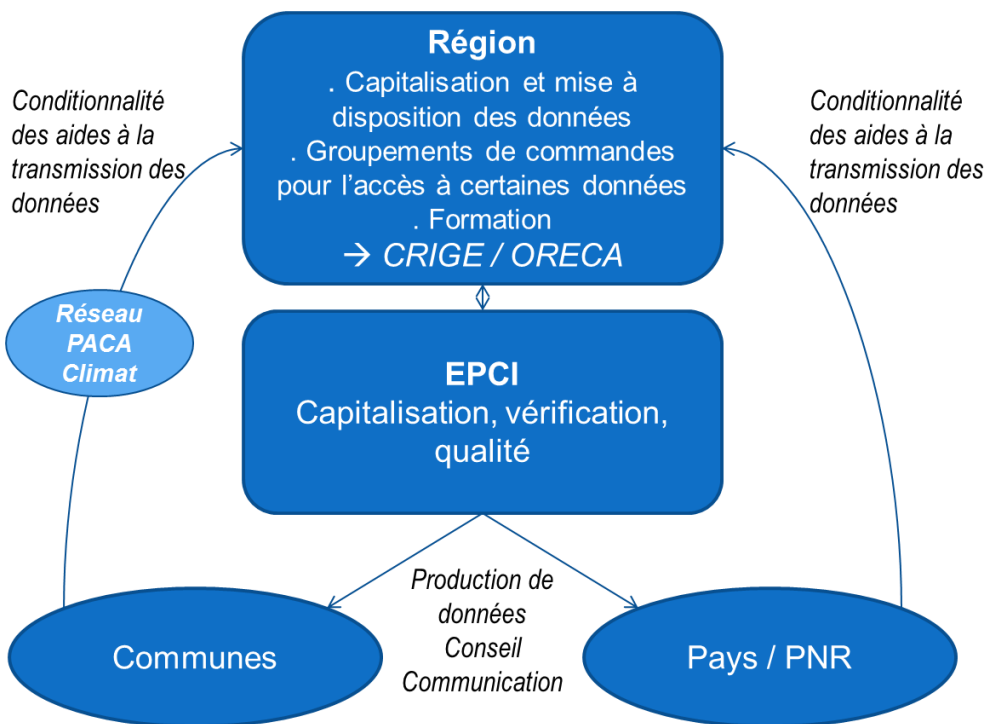 Région
. Capitalisation et mise à
disposition des données
. Groupements de commandes
pour l’accès à certaines données
. Formation
→ CRIGE / ORECA
Conditionnalité
des aides à la
transmission des
données
Conditionnalité
des aides à la
transmission des
données
Réseau
PACA
Climat
EPCI
Capitalisation, vérification,
qualité
Production de
données
Conseil
Communication
Communes
Pays / PNR